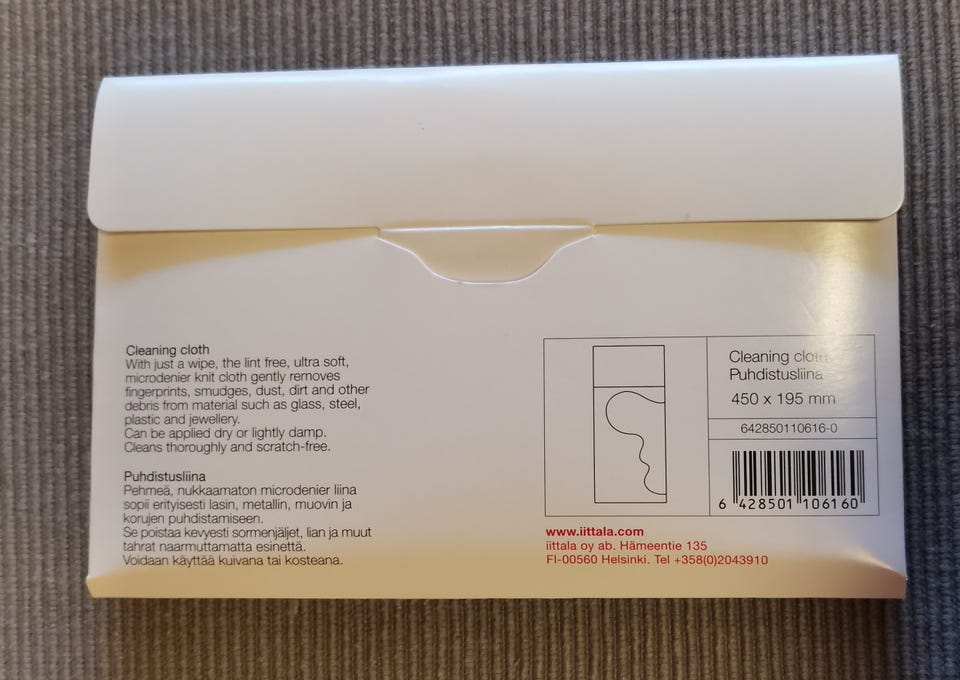 Cleaning cloth
With just a wipe, the lint free, ultra soft,
microdenier knit cloth gently removes
fingerprints, smudges, dust, dirt and other
debris from material such as glass, steel,
plastic and jewellery.
Can be applied dry or lightly damp.
Cleans thoroughly and scratch-free.
Puhdistusliina
Pehmeä, nukkaamaton microdenier liina
sopii erityisesti lasin, metallin, muovin ja
korujen puhdistamiseen.
Se poistaa kevyesti sormenjäljet, lian ja muut
tahrat naarmuttamatta esinettä.
Voidaan käyttää kuivana tai kosteana.
Cleaning cloth
Puhdistusliina
450 x 195 mm
642850110616-0
6 428501 106160
www.iittala.com
iittala oy ab. Hämeentie 135
FI-00560 Helsinki. Tel +358(0)2043910